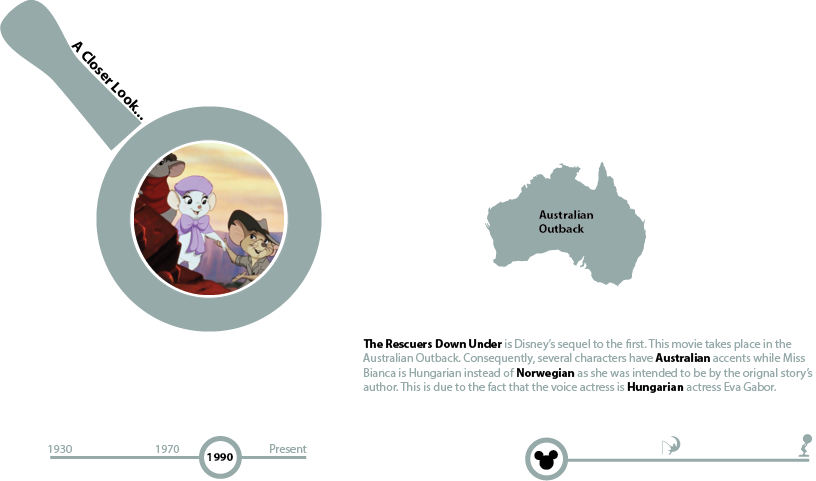 A Closer Look...
Australian
Outback
The Rescuers Down Under is Disney's sequel to the first. This movie takes place in the
Australian Outback. Consequently, several characters have Australian accents while Miss
Bianca is Hungarian instead of Norwegian as she was intended to be by the orignal story's
author. This is due to the fact that the voice actress is Hungarian actress Eva Gabor.
1930 1970 1990 Present